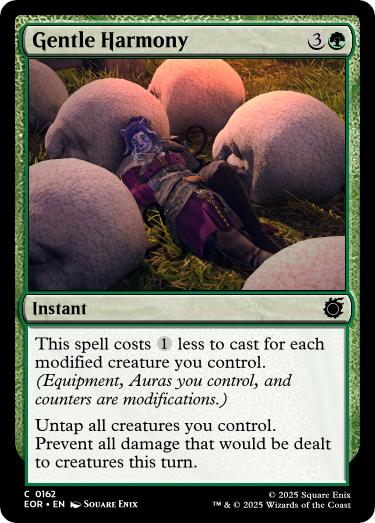 Gentle Harmony 3
Instant
This spell costs 1 less to cast for each
modified creature you control.
(Equipment, Auras you control, and
counters are modifications.)
Untap all creatures you control.
Prevent all damage that would be dealt
to creatures this turn.
C 0162
EOR • EN SQUARE ENIX
© 2025 Square Enix
™ & © 2025 Wizards of the Coast